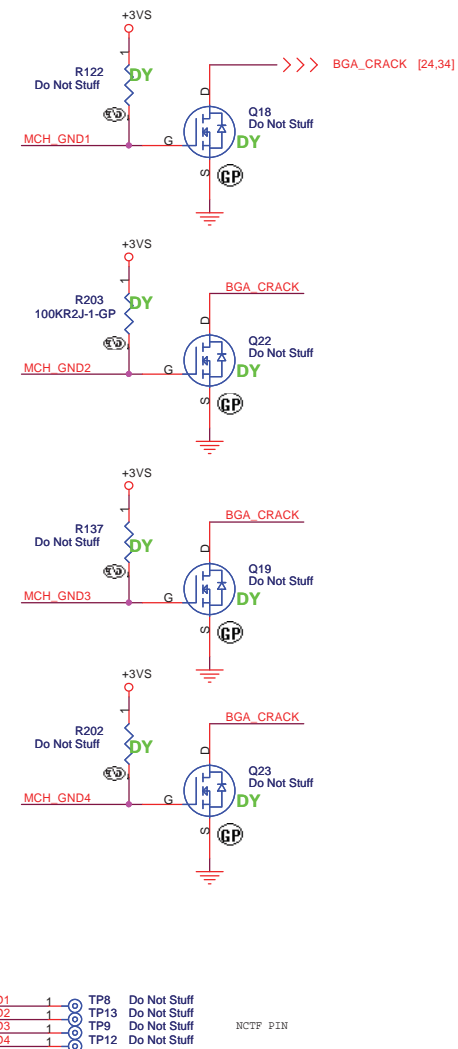 +3VS
1
R122
DY
Do Not Stuff
BGA_CRACK [24,34]
D
Q18
Do Not Stuff
DY
MCH_GND1
G
S
GP
+3VS
1
R203
DY
100KR2J-1-GP
BGA_CRACK
D
Q22
Do Not Stuff
DY
MCH_GND2
G
S
GP
+3VS
1
R137
DY
Do Not Stuff
BGA_CRACK
D
Q19
Do Not Stuff
DY
MCH_GND3
G
S
GP
+3VS
1
R202
DY
Do Not Stuff
BGA_CRACK
D
Q23
Do Not Stuff
DY
MCH_GND4
G
S
GP
D1 1 TP8 Do Not Stuff
D2 1 TP13 Do Not Stuff
D3 1 TP9 Do Not Stuff
D4 1 TP12 Do Not Stuff
NCTF PIN